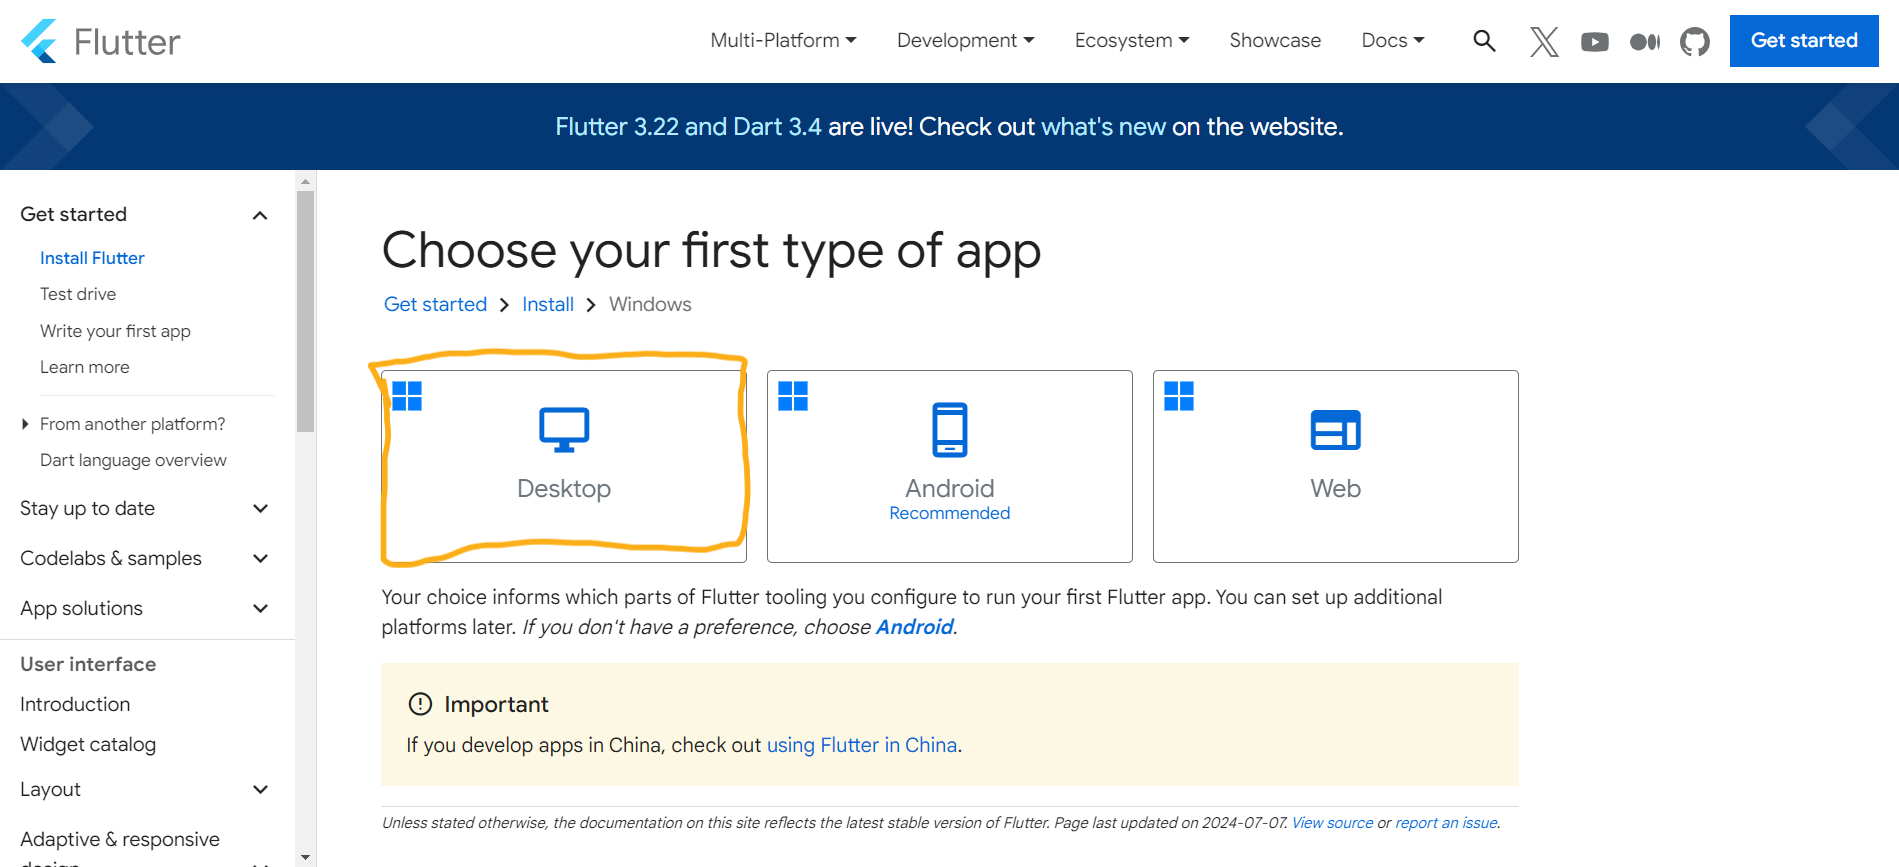 Flutter
Multi-Platform
Development
Ecosystem
Showcase
Docs
Get started
Flutter 3.22 and Dart 3.4 are live! Check out what's new on the website.
Get started
Install Flutter
Test drive
Write your first app
Learn more
From another platform?
Dart language overview
Stay up to date
Codelabs & samples
App solutions
User interface
Introduction
Widget catalog
Layout
Adaptive & responsive
Choose your first type of app
Get started
Install
Windows
Desktop
Android
Recommended
Web
Your choice informs which parts of Flutter tooling you configure to run your first Flutter app. You can set up additional
platforms later. If you don't have a preference, choose Android.
Important
If you develop apps in China, check out using Flutter in China.
Unless stated otherwise, the documentation on this site reflects the latest stable version of Flutter. Page last updated on 2024-07-07. View source or report an issue.